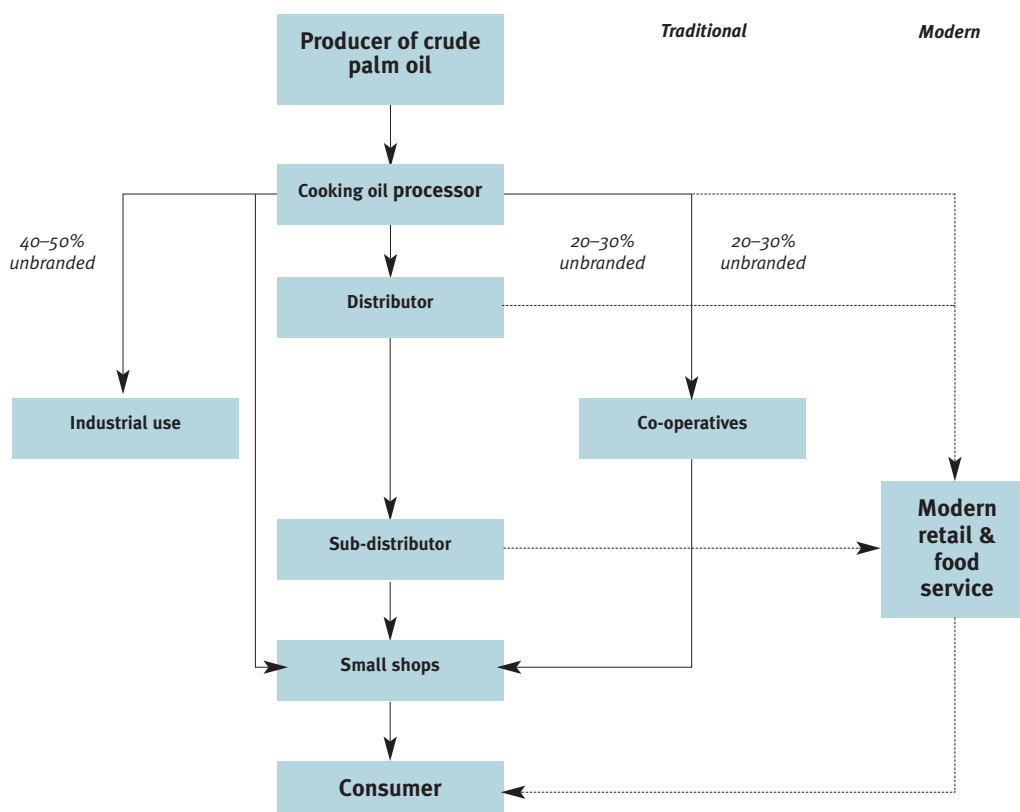 Producer of crude
palm oil
Traditional
Modern
Cooking oil processor
40–50%
unbranded
20–30%
unbranded
20–30%
unbranded
Distributor
Industrial use
Co-operatives
Modern
retail &
food
service
Sub-distributor
Small shops
Consumer